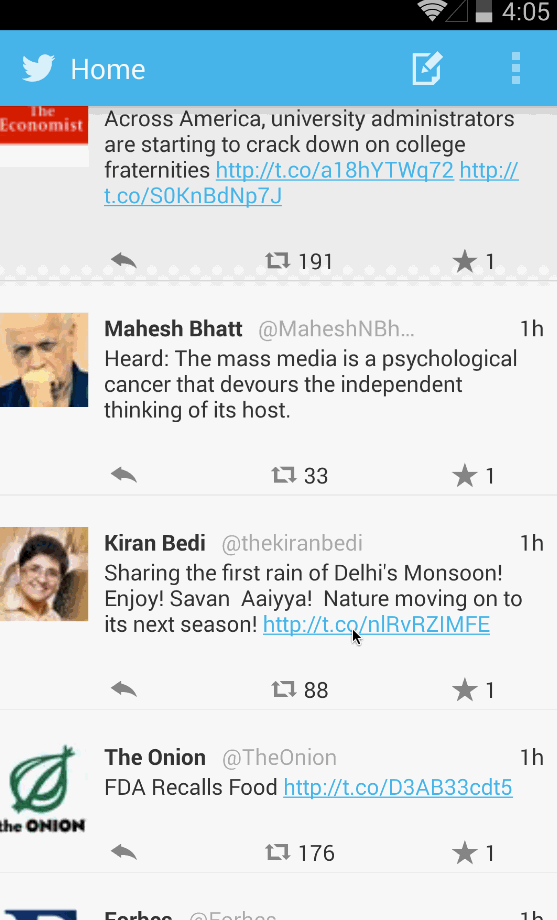 4:05
Home
The
Economist
Across America, university administrators
are starting to crack down on college
fraternities http://t.co/a18hYTWq72 http://
t.co/S0KnBdNp7J
191
1
Mahesh Bhatt @MaheshNBh... 1h
Heard: The mass media is a psychological
cancer that devours the independent
thinking of its host.
33
1
Kiran Bedi @thekiranbedi 1h
Sharing the first rain of Delhi's Monsoon!
Enjoy! Savan Aaiyya! Nature moving on to
its next season! http://t.co/nlRvRZIMFE
88
1
The Onion @TheOnion 1h
FDA Recalls Food http://t.co/D3AB33cdt5
the ONION
176
1
Forbes @Forbes 1h